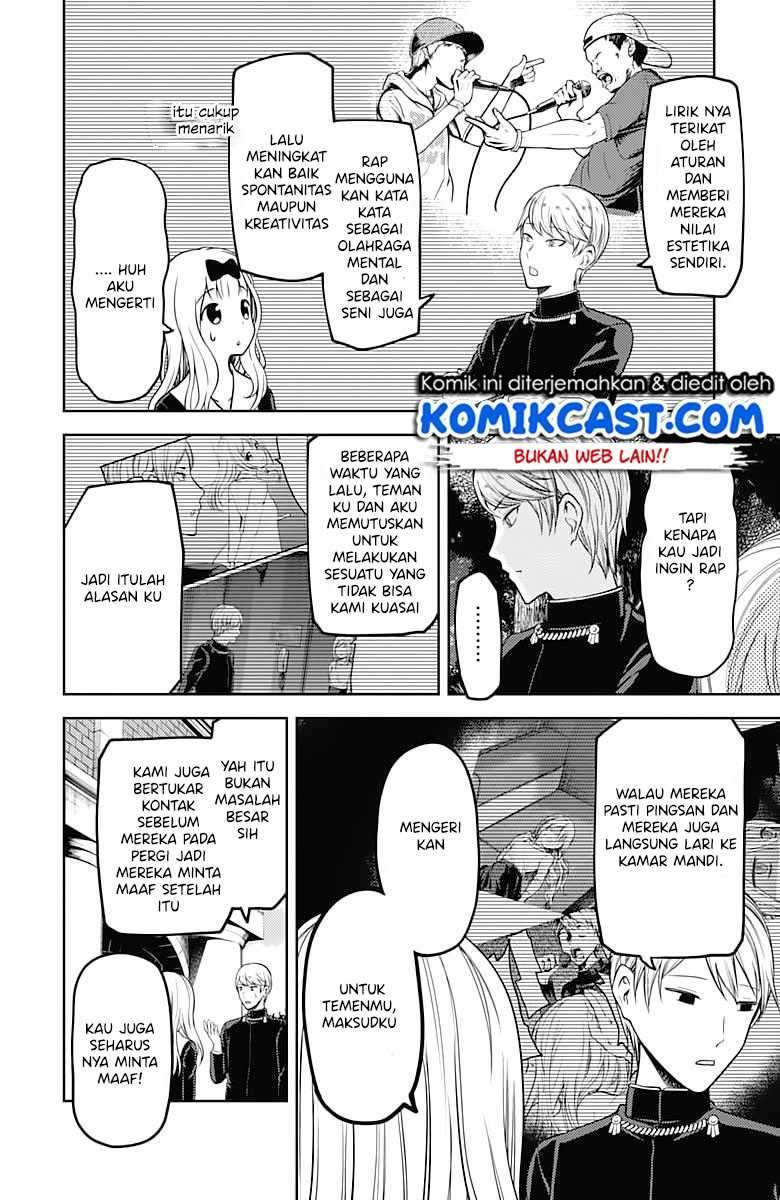 LIRIK NYA
TERIKAT
OLEH
ATURAN
DAN
MEMBERI
MEREKA
NILAI
ESTETIKA
SENDIRI.
RAP
MENGGUNA
KAN KATA
KATA
SEBAGAI
OLAHRAGA
MENTAL
DAN
SEBAGAI
SENI JUGA
LALU
MENINGKAT
KAN BAIK
SPONTANITAS
MAUPUN
KREATIVITAS
itu cukup
menarik
.... HUH
AKU
MENGERTI
Komik ini diterjemahkan & diedit oleh
KOMIKCAST.COM
BUKAN WEB LAIN!!
TAPI
KENAPA
KAU JADI
INGIN RAP
?
........
BEBERAPA
WAKTU YANG
LALU, TEMAN
KU DAN AKU
MEMUTUSKAN
UNTUK
MELAKUKAN
SESUATU YANG
TIDAK BISA
KAMI KUASAI
JADI ITULAH
ALASAN KU
WALAU MEREKA
PASTI PINGSAN DAN
MEREKA JUGA
LANGSUNG LARI KE
KAMAR MANDI.
MENGERI
KAN
UNTUK
TEMENMU,
MAKSUDKU
YAH ITU
BUKAN
MASALAH
BESAR
SIH
KAMI JUGA
BERTUKAR
KONTAK
SEBELUM
MEREKA PADA
PERGI JADI
MEREKA MINTA
MAAF SETELAH
ITU
KAU JUGA
SEHARUS
NYA MINTA
MAAF!